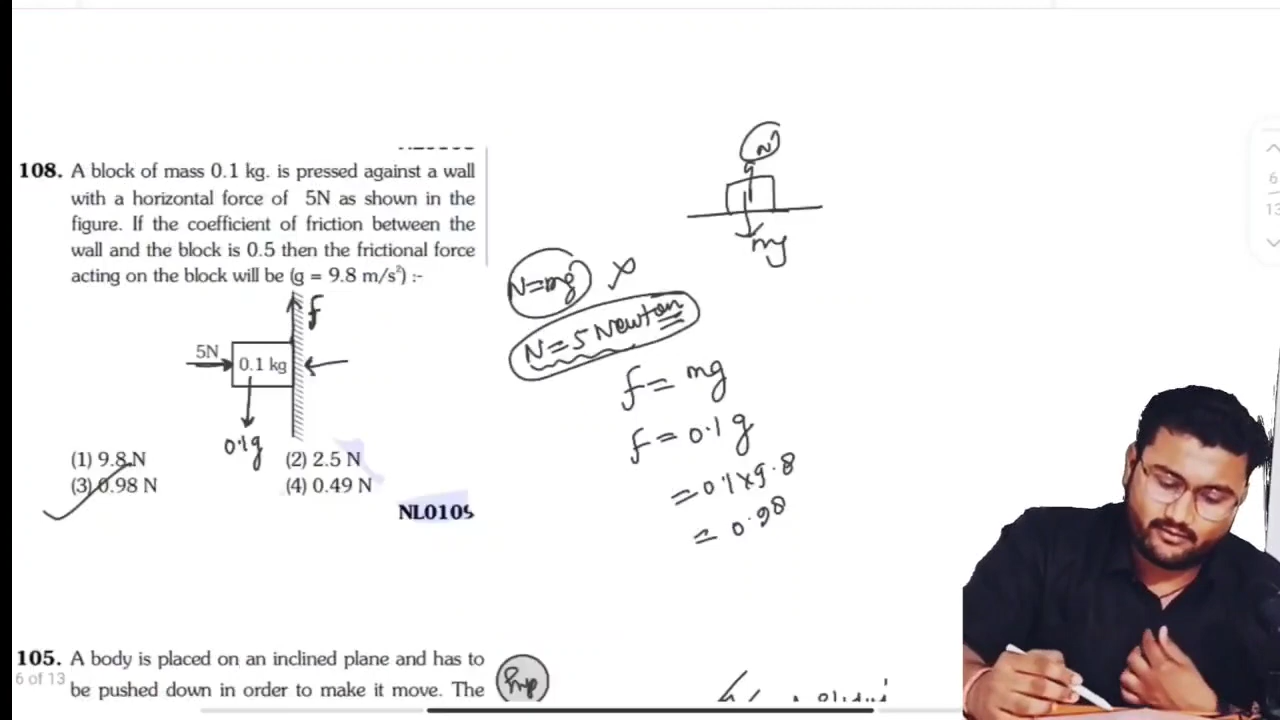 108. A block of mass 0.1 kg. is pressed against a wall
with a horizontal force of 5N as shown in the
figure. If the coefficient of friction between the
wall and the block is 0.5 then the frictional force
acting on the block will be (g = 9.8 m/s²) :-
f
5N
0.1 kg
0.1g
(1) 9.8 N (2) 2.5 N
(3) 0.98 N (4) 0.49 N
NL0109
N
mg
N=mg ✗
N=5 Newton
f = mg
f = 0.1 g
= 0.1×9.8
= 0.98
6
13
105. A body is placed on an inclined plane and has to
6 of 13
be pushed down in order to make it move. The